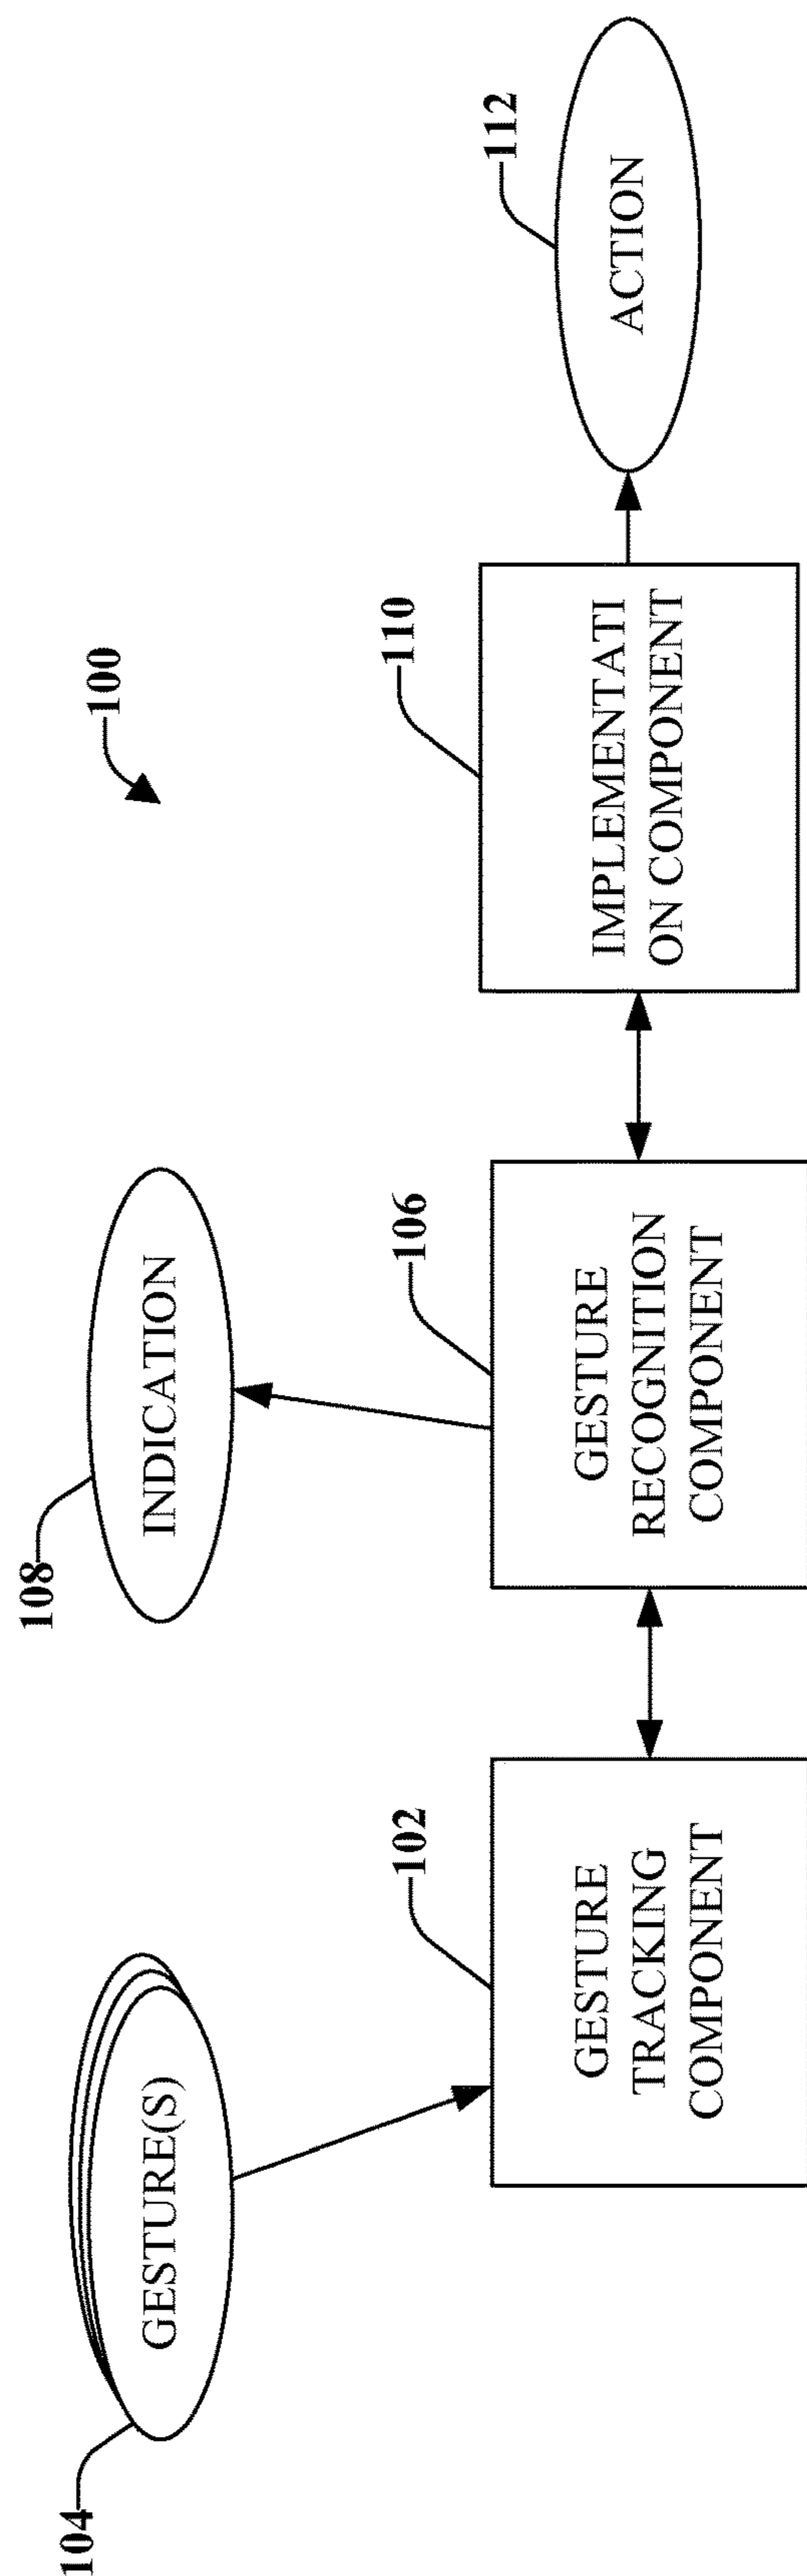 100
104
GESTURE(S)
108
INDICATION
102
GESTURE
TRACKING
COMPONENT
106
GESTURE
RECOGNITION
COMPONENT
110
IMPLEMENTATI
ON COMPONENT
112
ACTION